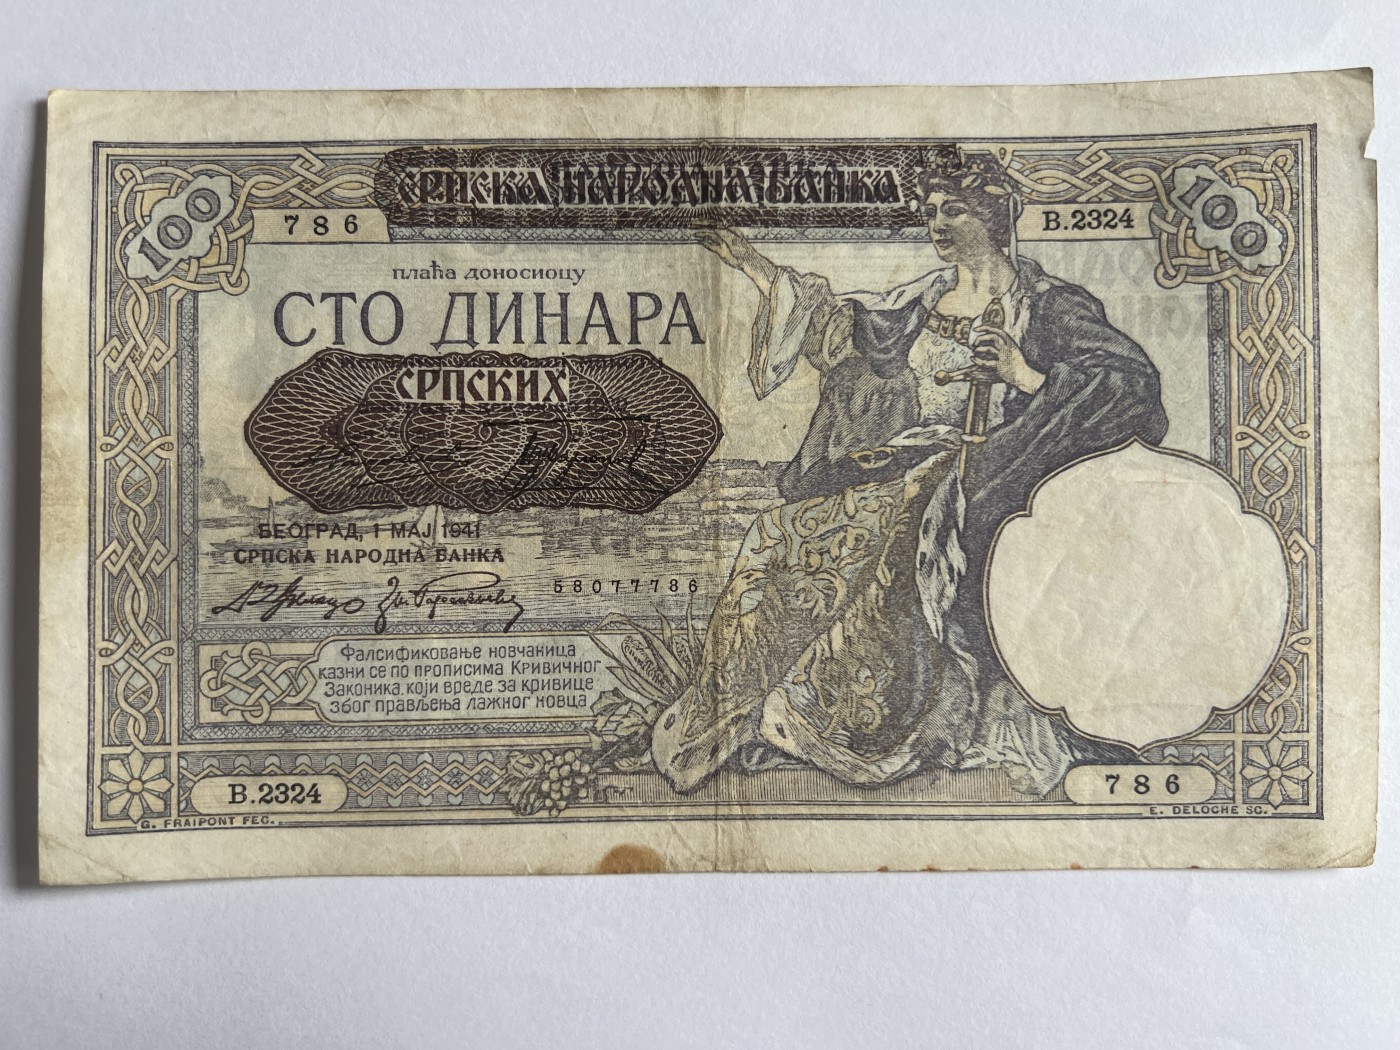 СРПСКА НАРОДНА БАНКА
100
786
В.2324
100
плаћа доносиоцу
СТО ДИНАРА
СРПСКИХ
БЕОГРАД, 1 МАЈ 1941
СРПСКА НАРОДНА БАНКА
58077786
Фалсификовање новчаница
казни се по прописима Кривичног
Законика, који вреде за кривице
због прављења лажног новца.
В.2324
786
G. FRAIPONT FEC.
E. DELOCHE SC.